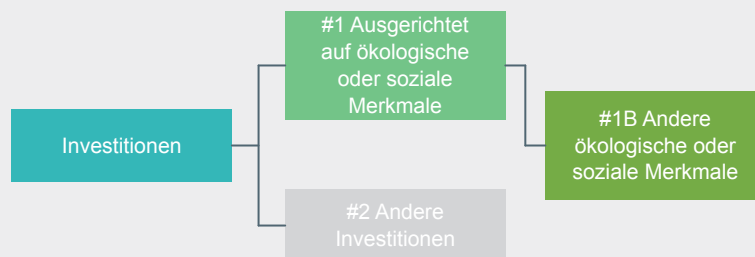 #1 Ausgerichtet
auf ökologische
oder soziale
Merkmale
Investitionen
#1B Andere
ökologische oder
soziale Merkmale
#2 Andere
Investitionen